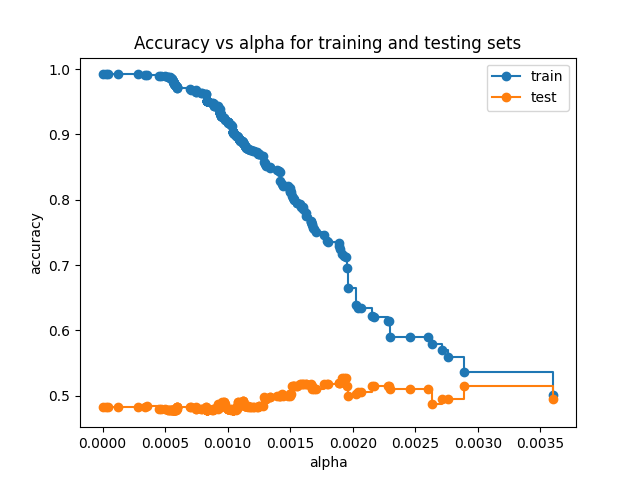 Accuracy vs alpha for training and testing sets
train
test
1.0
0.9
0.8
0.7
0.6
0.5
accuracy
0.0000 0.0005 0.0010 0.0015 0.0020 0.0025 0.0030 0.0035
alpha